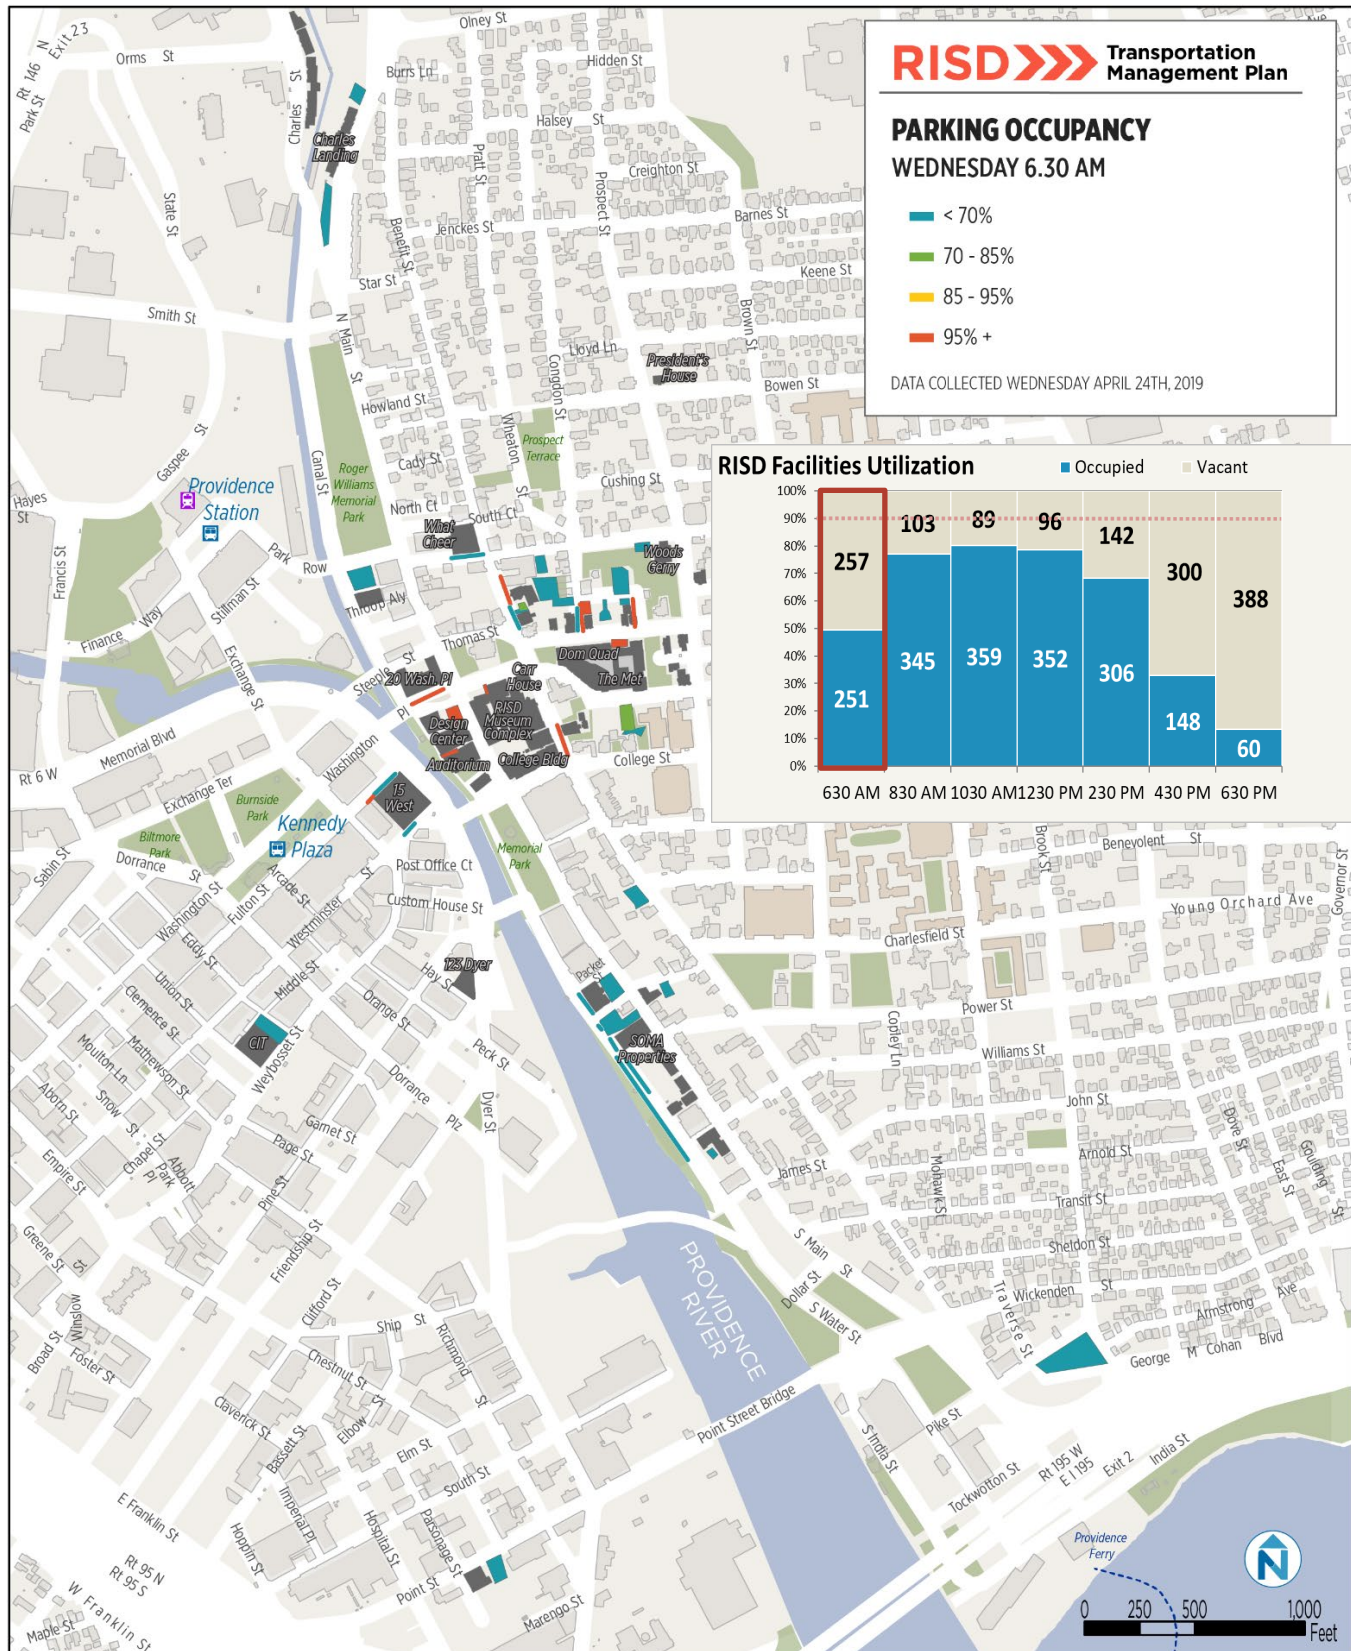 RISD Transportation
Management Plan
PARKING OCCUPANCY
WEDNESDAY 6.30 AM
< 70%
70 - 85%
85 - 95%
95% +
DATA COLLECTED WEDNESDAY APRIL 24TH, 2019
RISD Facilities Utilization
Occupied
Vacant
100%
90%
80%
70%
60%
50%
40%
30%
20%
10%
0%
257
103
89
96
142
300
388
251
345
359
352
306
148
60
630 AM 830 AM 1030 AM 1230 PM 230 PM 430 PM 630 PM
Rt 146 N
Exit 23
Park St
Orms St
Charles St
Olney St
Burrs Ln
Hidden St
Halsey St
Charles
Landing
Pratt St
Creighton St
Prospect St
State St
Benefit St
Jenckes St
Barnes St
Star St
Keene St
Smith St
N Main St
Brown St
Lloyd Ln
President's
House
Congdon St
Bowen St
Howland St
Wheaton St
Prospect
Terrace
Gaspee St
Canal St
Roger
Williams
Memorial
Park
Cady St
Cushing St
Hayes
St
Providence
Station
North Ct
South Ct
What
Cheer
Woods
Gerry
Francis St
Park Row
Stillman St
Throop Aly
Finance Way
Thomas St
Exchange St
Steeple St
20 Wash. Pl
Carr
House
Dom Quad
The Met
RISD
Museum
Complex
Design
Center
Auditorium
College Bldg
College St
Memorial Blvd
Rt 6 W
Washington Pl
Exchange Ter
15
West
Burnside
Park
Kennedy
Plaza
Biltmore
Park
Memorial
Park
Sabin St
Dorrance St
Arcade St
Post Office Ct
Washington St
Fulton St
Custom House St
Westminster St
Eddy St
Brook St
Benevolent St
Governor St
Young Orchard Ave
Charlesfield St
Union St
Middle St
123 Dyer
Hay St
Packet St
Clemence St
Orange St
Power St
CIT
Weybosset St
SOMA
Properties
Copley Ln
Moulton Ln
Mathewson St
Peck St
Williams St
Aborn St
Snow St
Dorrance Plz
John St
Garnet St
Dyer St
Dove St
Chapel St
Page St
Arnold St
Empire St
Abbott
Park
Pl
James St
Mohawk St
East St
Goulding St
Pine St
Transit St
Greene St
Friendship St
S Main St
Sheldon St
PROVIDENCE
RIVER
Clifford St
Dollar St
Traverse St
Wickenden St
Winslow St
S Water St
Armstrong Ave
Broad St
Ship St
Richmond St
George M Cohan Blvd
Foster St
Chestnut St
Claverick St
Elbow St
Point Street Bridge
Bassett St
Elm St
S India St
Pike St
South St
Rt 195 W
E I 195
Exit 2
India St
E Franklin St
Imperial Pl
Tockwotton St
Hospital St
Parsonage St
Hoppin St
Providence
Ferry
N
Rt 95 N
Rt 95 S
Point St
W Franklin St
Marengo St
Maple St
0 250 500 1,000
Feet